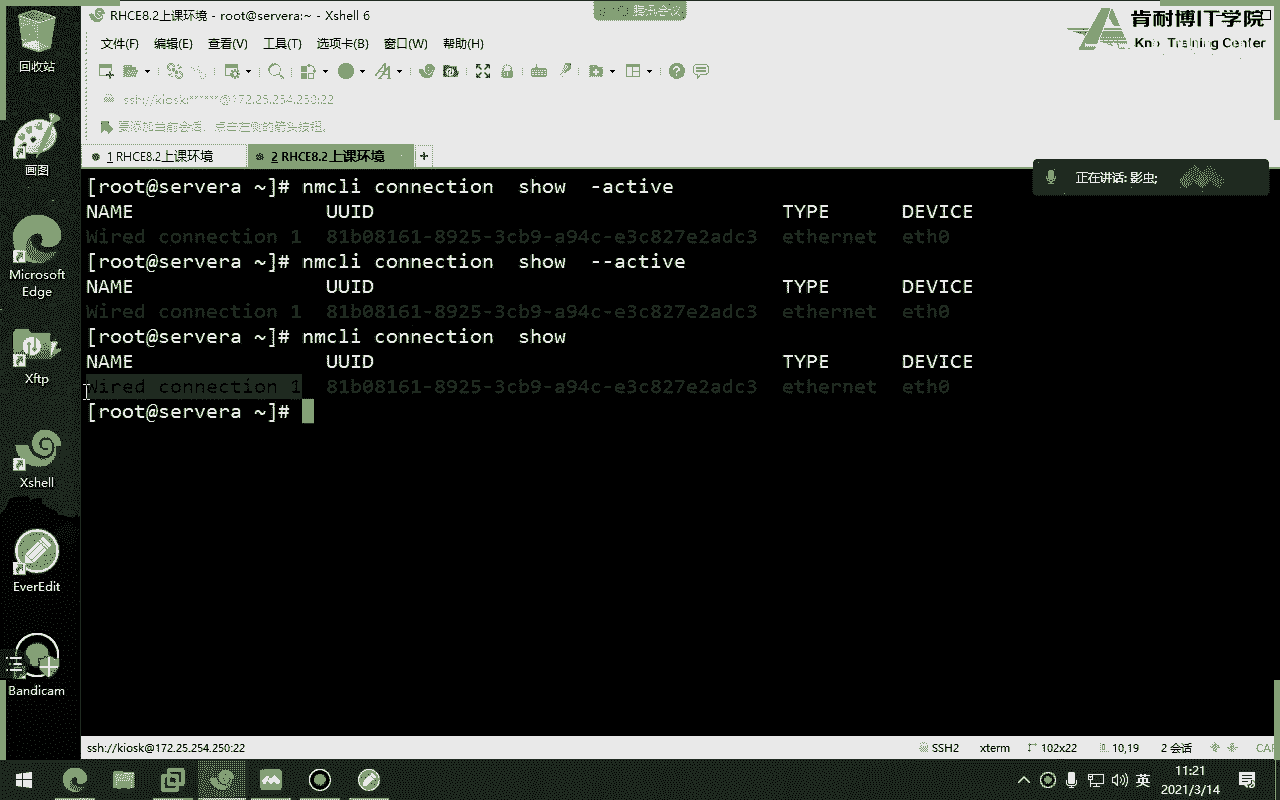 回收站
画图
Microsoft
Edge
Xftp
Xshell
EverEdit
Bandicam
RHCE8.2上课环境 - root@servera:~ - Xshell 6
腾讯会议
肯耐博IT学院
Training Center
文件(F) 编辑(E) 查看(V) 工具(T) 选项卡(B) 窗口(W) 帮助(H)
ssh://kiosk:******@172.25.254.250:22
要添加当前会话，点击左侧的箭头按钮。
1 RHCE8.2上课环境 2 RHCE8.2上课环境
正在讲话: 影虫;
[root@servera ~]# nmcli connection show -active
NAME UUID TYPE DEVICE
Wired connection 1 81b08161-8925-3cb9-a94c-e3c827e2adc3 ethernet eth0
[root@servera ~]# nmcli connection show --active
NAME UUID TYPE DEVICE
Wired connection 1 81b08161-8925-3cb9-a94c-e3c827e2adc3 ethernet eth0
[root@servera ~]# nmcli connection show
NAME UUID TYPE DEVICE
Wired connection 1 81b08161-8925-3cb9-a94c-e3c827e2adc3 ethernet eth0
[root@servera ~]#
ssh://kiosk@172.25.254.250:22 SSH2 xterm 102x22 10,19 2 会话
英 11:21
2021/3/14